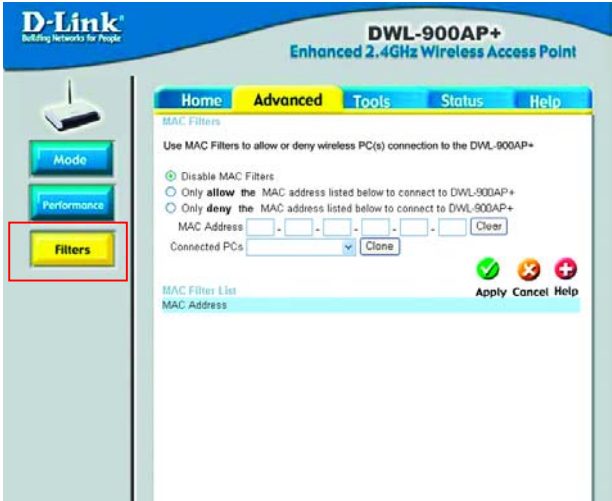 D-Link
Building Networks for People
DWL-900AP+
Enhanced 2.4GHz Wireless Access Point
Home Advanced Tools Status Help
Mode
Performance
Filters
MAC Filters
Use MAC Filters to allow or deny wireless PC(s) connection to the DWL-900AP+
Disable MAC Filters
Only allow the MAC address listed below to connect to DWL-900AP+
Only deny the MAC address listed below to connect to DWL-900AP+
MAC Address - - - - - Clear
Connected PCs Clone
Apply Cancel Help
MAC Filter List
MAC Address